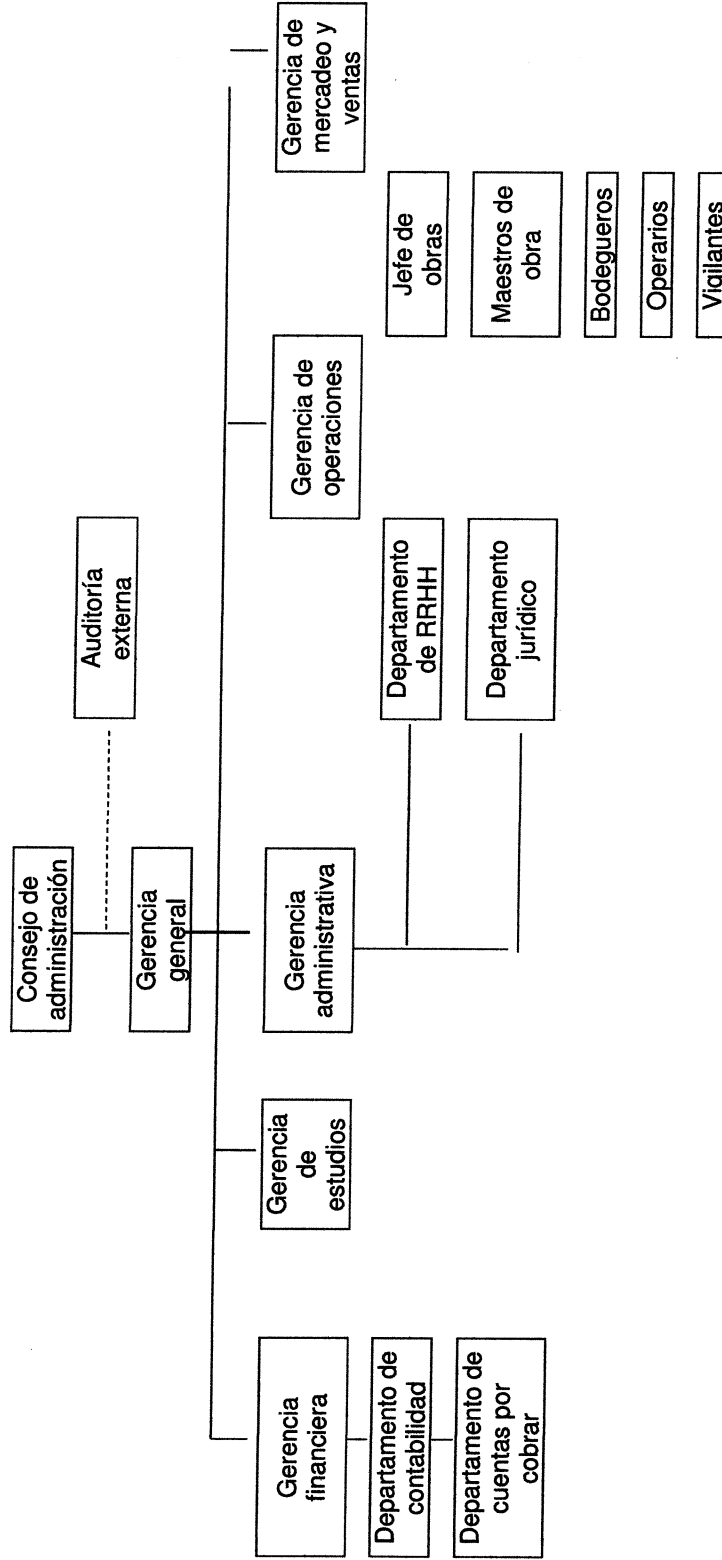 Consejo de
administración
Auditoría
externa
Gerencia
general
Gerencia
financiera
Gerencia
de
estudios
Gerencia
administrativa
Gerencia de
operaciones
Gerencia de
mercadeo y
ventas
Departamento de
contabilidad
Departamento de
cuentas por
cobrar
Departamento
de RRHH
Departamento
jurídico
Jefe de
obras
Maestros de
obra
Bodegueros
Operarios
Vigilantes